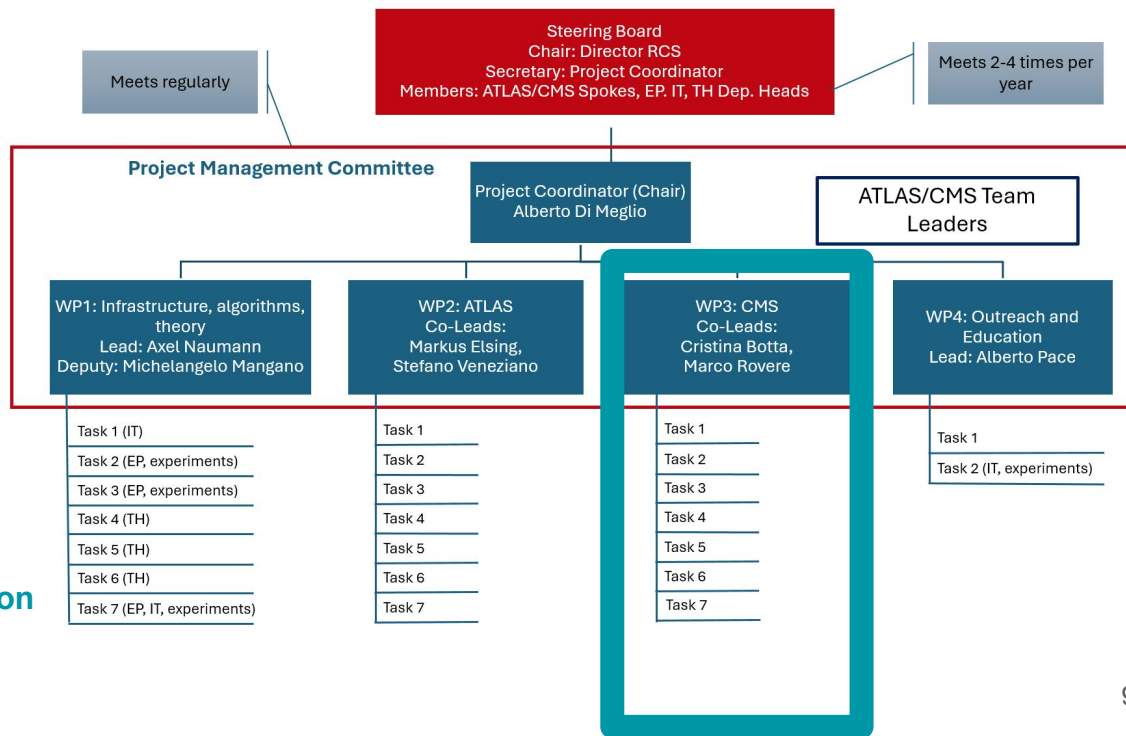 Steering Board
Chair: Director RCS
Secretary: Project Coordinator
Members: ATLAS/CMS Spokes, EP. IT, TH Dep. Heads
Meets regularly
Meets 2-4 times per
year
Project Management Committee
Project Coordinator (Chair)
Alberto Di Meglio
ATLAS/CMS Team
Leaders
WP1: Infrastructure, algorithms,
theory
Lead: Axel Naumann
Deputy: Michelangelo Mangano
WP2: ATLAS
Co-Leads:
Markus Elsing,
Stefano Veneziano
WP3: CMS
Co-Leads:
Cristina Botta,
Marco Rovere
WP4: Outreach and
Education
Lead: Alberto Pace
Task 1 (IT)
Task 2 (EP, experiments)
Task 3 (EP, experiments)
Task 4 (TH)
Task 5 (TH)
Task 6 (TH)
Task 7 (EP, IT, experiments)
Task 1
Task 2
Task 3
Task 4
Task 5
Task 6
Task 7
Task 1
Task 2
Task 3
Task 4
Task 5
Task 6
Task 7
Task 1
Task 2 (IT, experiments)
on